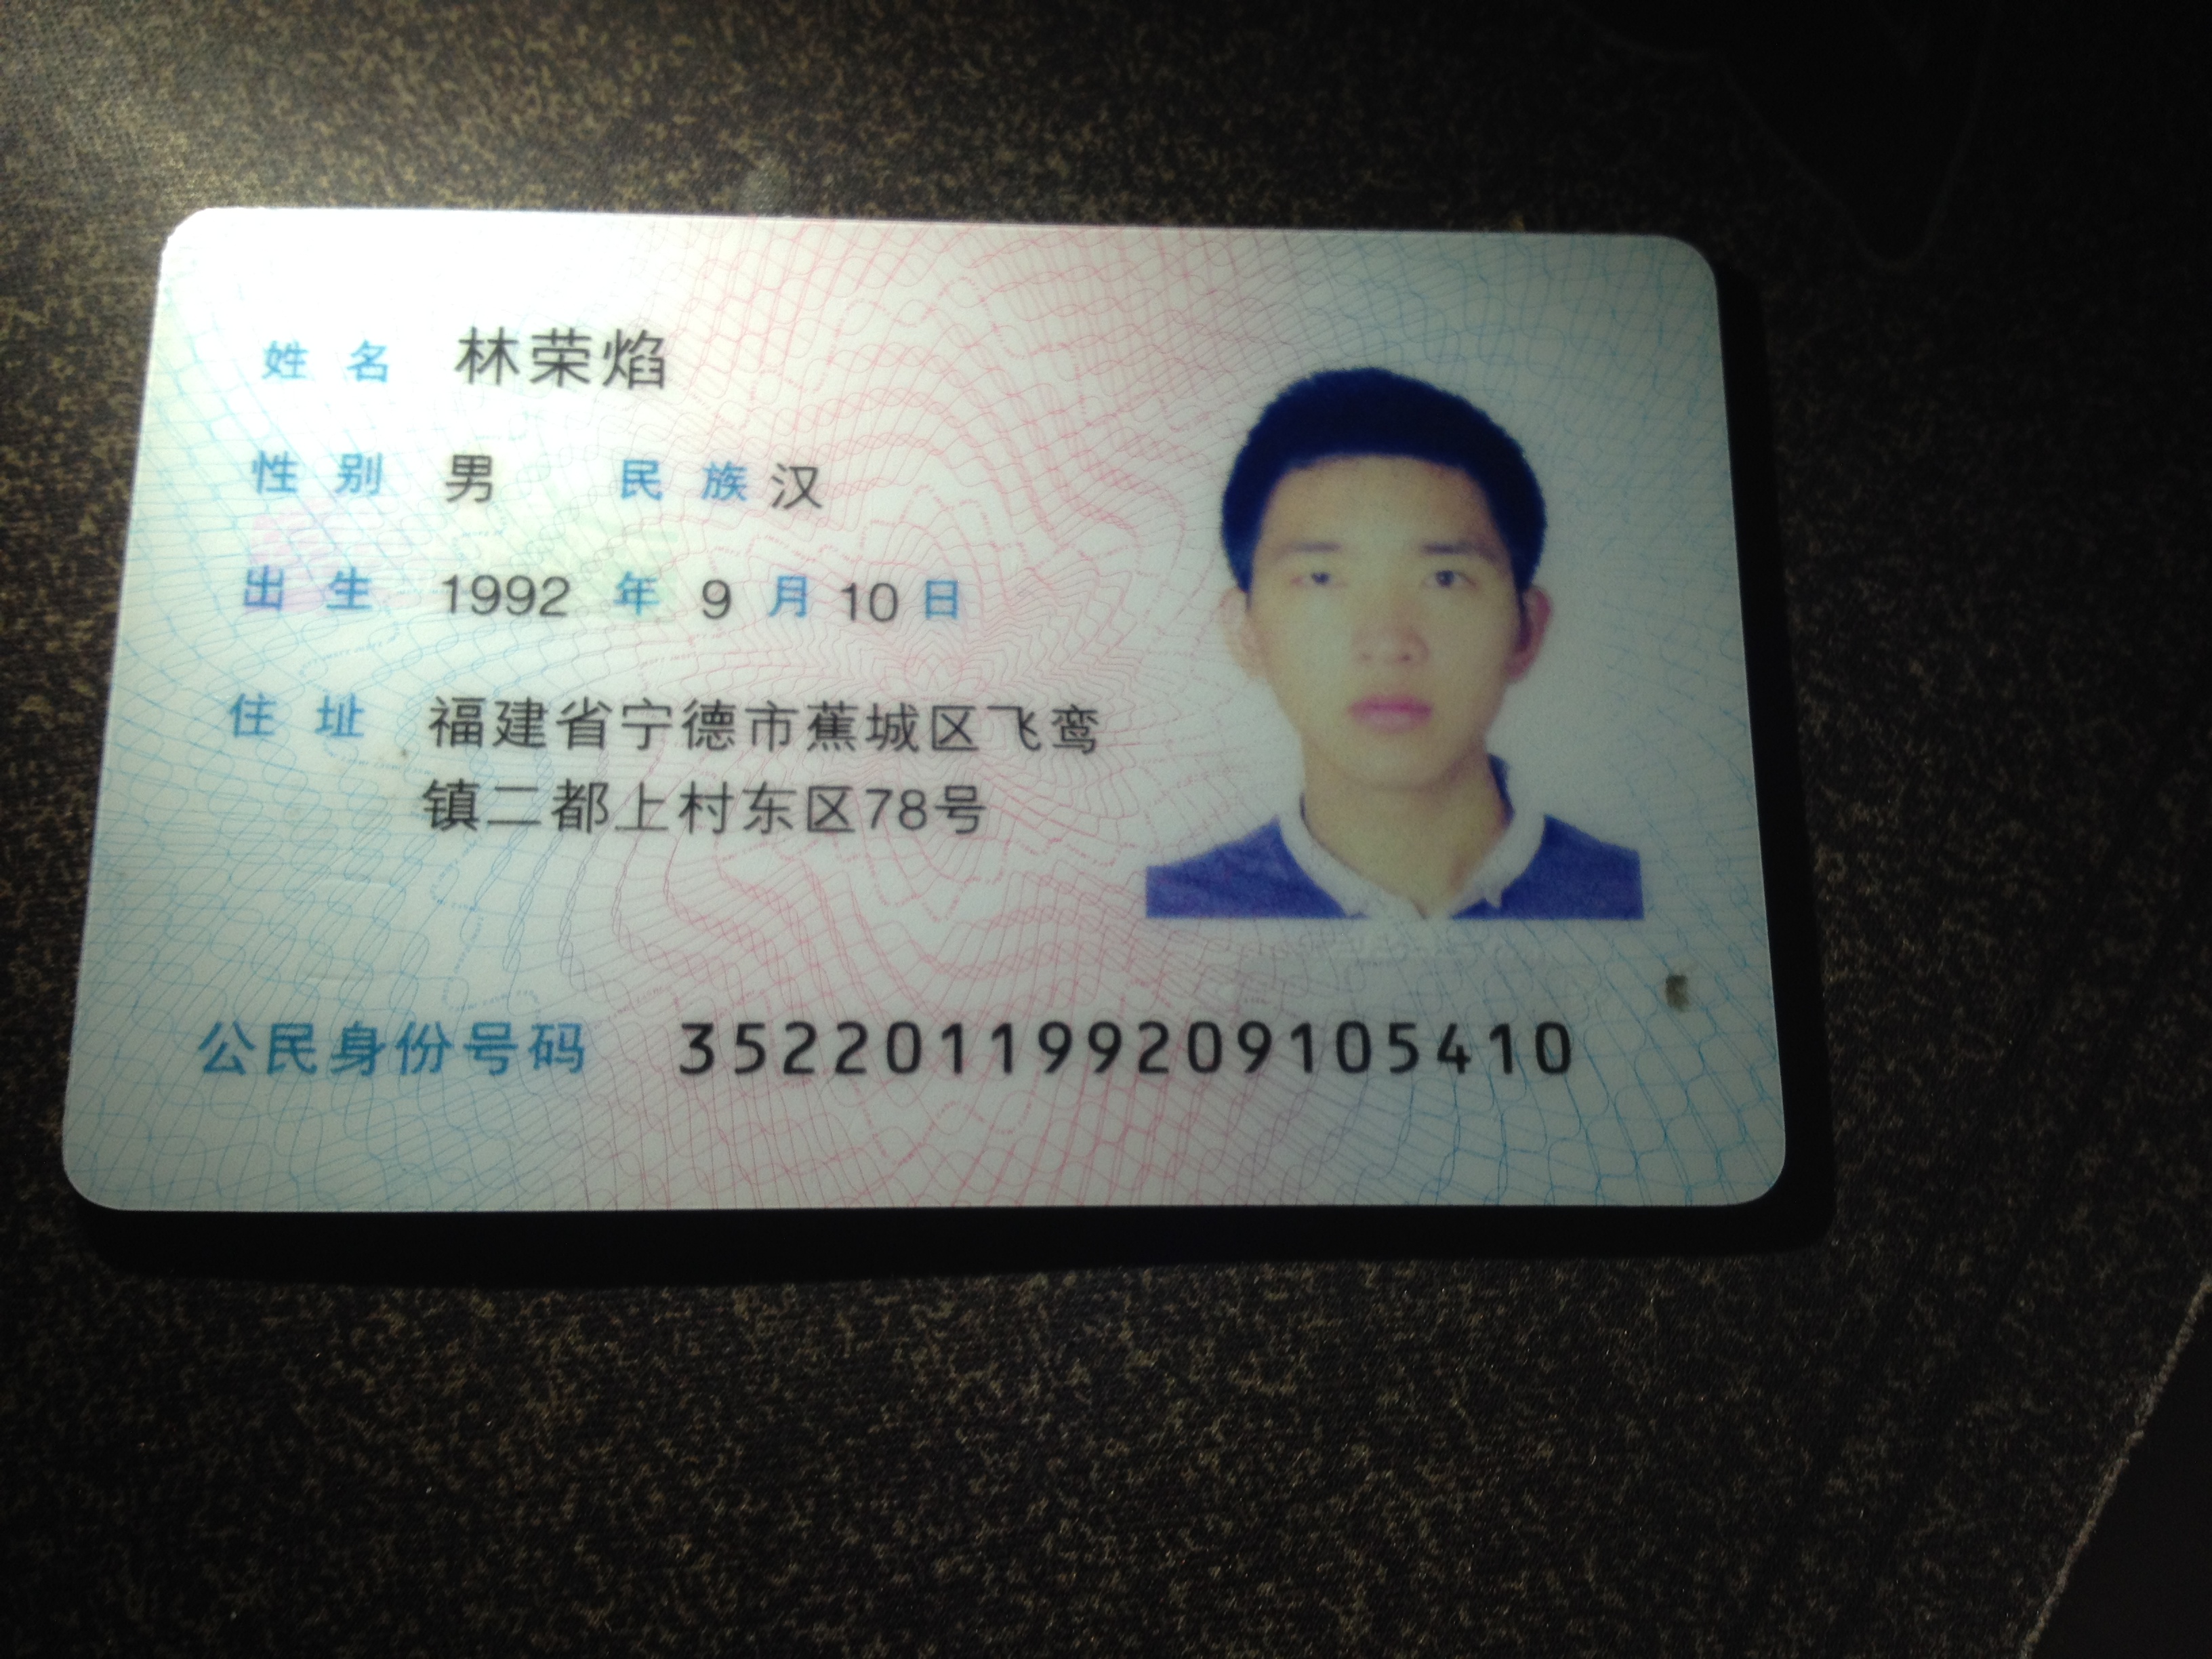 姓名 林荣焰
性别 男 民族 汉
出生 1992 年 9 月 10 日
住址 福建省宁德市蕉城区飞鸾
镇二都上村东区78号
公民身份号码 352201199209105410